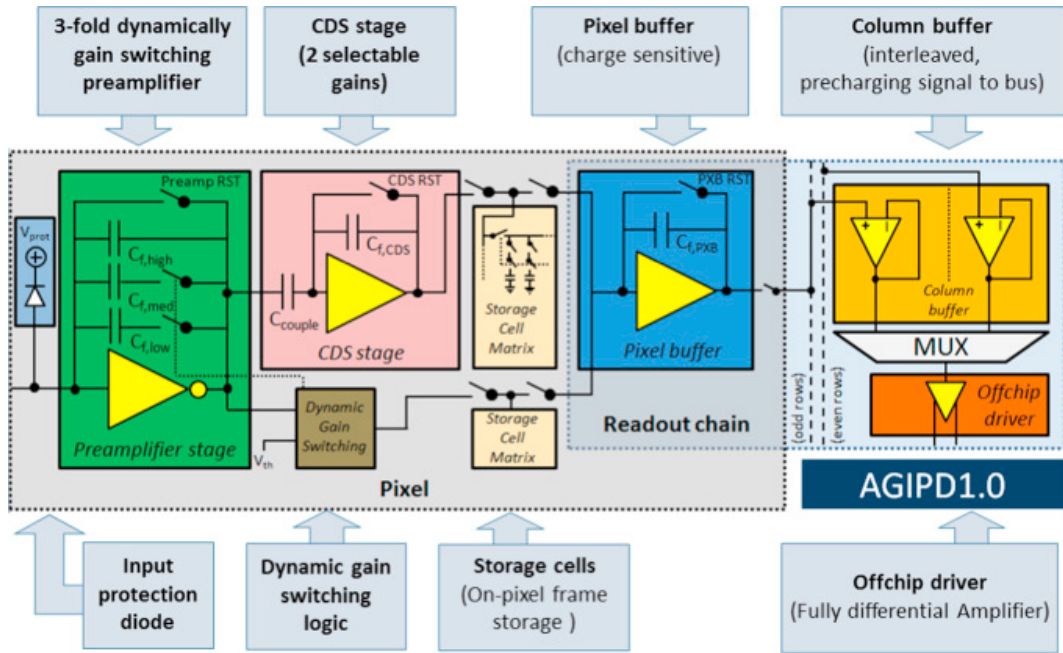 3-fold dynamically
gain switching
preamplifier
CDS stage
(2 selectable
gains)
Pixel buffer
(charge sensitive)
Column buffer
(interleaved,
precharging signal to bus)
Preamp RST
CDS RST
PXB RST
Vprot
Cf,high
Cf,med
Cf,low
Preamplifier stage
Cf,CDS
Ccouple
CDS stage
Storage
Cell
Matrix
Cf,PXB
Pixel buffer
+ -
+ -
Column
buffer
MUX
Offchip
driver
Dynamic
Gain
Switching
Vth
Storage
Cell
Matrix
Readout chain
(odd rows)
(even rows)
Pixel
AGIPD1.0
Input
protection
diode
Dynamic gain
switching
logic
Storage cells
(On-pixel frame
storage )
Offchip driver
(Fully differential Amplifier)